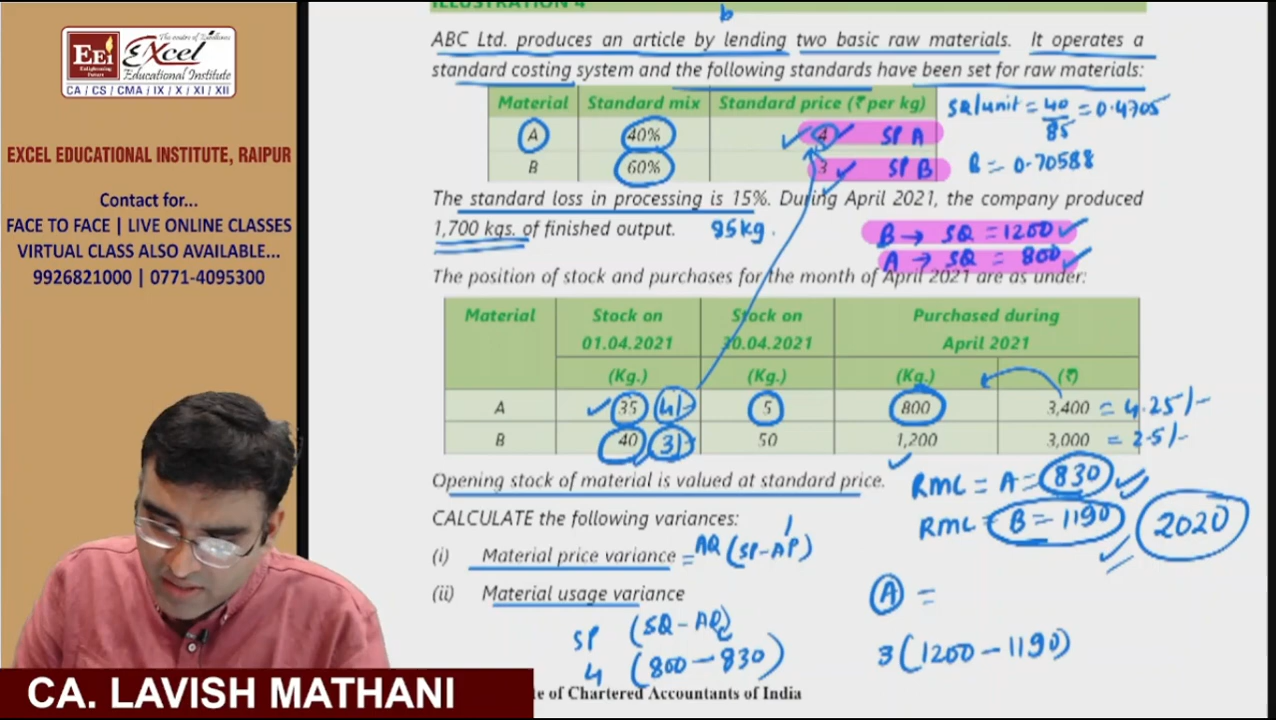 ILLUSTRATION 4
The centre of Excellence
EEi EXCEL
Enlightening Future Educational Institute
CA / CS / CMA / IX / X / XI / XII
EXCEL EDUCATIONAL INSTITUTE, RAIPUR
Contact for...
FACE TO FACE | LIVE ONLINE CLASSES
VIRTUAL CLASS ALSO AVAILABLE...
9926821000 | 0771-4095300
b
ABC Ltd. produces an article by lending two basic raw materials. It operates a
standard costing system and the following standards have been set for raw materials:
Material Standard mix Standard price (₹ per kg)
A 40% 4 SP A
B 60% 3 SP B
SQ/unit = 40/85 = 0.4705
B = 0.70588
The standard loss in processing is 15%. During April 2021, the company produced
1,700 kgs. of finished output. 85kg.
B → SQ = 1200
A → SQ = 800
The position of stock and purchases for the month of April 2021 are as under:
Material Stock on 01.04.2021 Stock on 30.04.2021 Purchased during April 2021
(Kg.) (Kg.) (Kg.) (₹)
A 35 4/- 5 800 3,400 = 4.25/-
B 40 3/- 50 1,200 3,000 = 2.5/-
Opening stock of material is valued at standard price.
RMC = A = 830
RMC = B = 1190
2020
CALCULATE the following variances:
(i) Material price variance = AQ (SP-AP)
(ii) Material usage variance
A =
SP (SQ - AQ)
4 (800 - 830)
3 (1200 - 1190)
e of Chartered Accountants of India
CA. LAVISH MATHANI